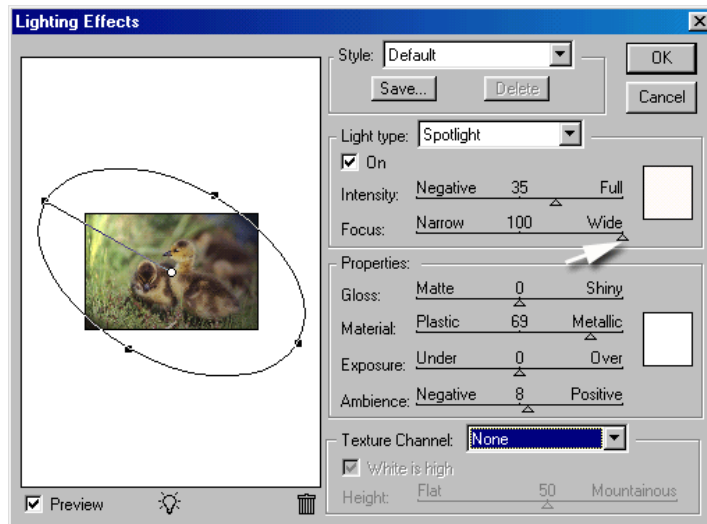 Lighting Effects
Style: Default
OK
Save... Delete
Cancel
Light type: Spotlight
On
Intensity: Negative 35 Full
Focus: Narrow 100 Wide
Properties:
Gloss: Matte 0 Shiny
Material: Plastic 69 Metallic
Exposure: Under 0 Over
Ambience: Negative 8 Positive
Texture Channel: None
White is high
Height: Flat 50 Mountainous
Preview